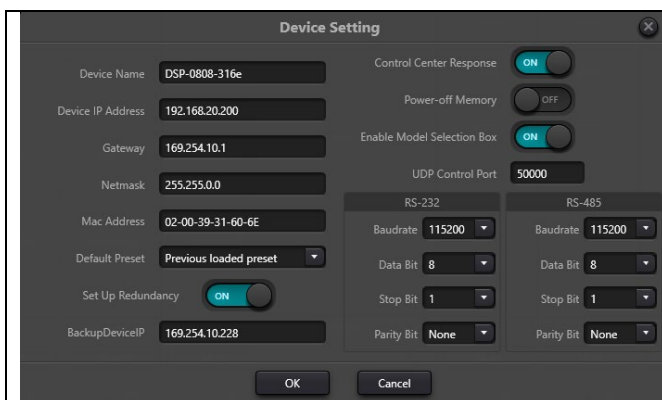 Device Setting
Device Name DSP-0808-316e
Device IP Address 192.168.20.200
Gateway 169.254.10.1
Netmask 255.255.0.0
Mac Address 02-00-39-31-60-6E
Default Preset Previous loaded preset
Set Up Redundancy ON
BackupDeviceIP 169.254.10.228
Control Center Response ON
Power-off Memory OFF
Enable Model Selection Box ON
UDP Control Port 50000
RS-232
Baudrate 115200
Data Bit 8
Stop Bit 1
Parity Bit None
RS-485
Baudrate 115200
Data Bit 8
Stop Bit 1
Parity Bit None
OK Cancel